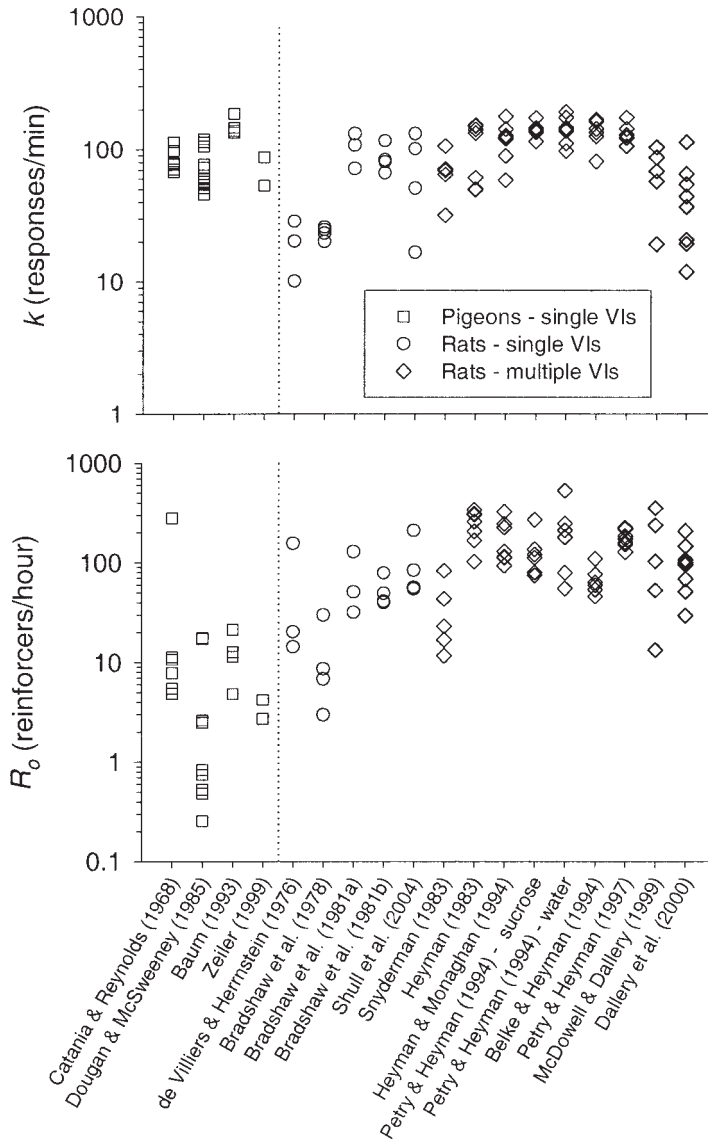 1000
100
10
1
k (responses/min)
Pigeons - single VIs
Rats - single VIs
Rats - multiple VIs
1000
100
10
1
0.1
R_o (reinforcers/hour)
Catania & Reynolds (1968)
Dougan & McSweeney (1985)
Baum (1993)
Zeiler (1999)
de Villiers & Herrnstein (1976)
Bradshaw et al. (1978)
Bradshaw et al. (1981a)
Bradshaw et al. (1981b)
Shull et al. (2004)
Snyderman (1983)
Heyman (1983)
Heyman & Monaghan (1994)
Petry & Heyman (1994) - sucrose
Petry & Heyman (1994) - water
Belke & Heyman (1994)
Petry & Heyman (1997)
McDowell & Dallery (1999)
Dallery et al. (2000)